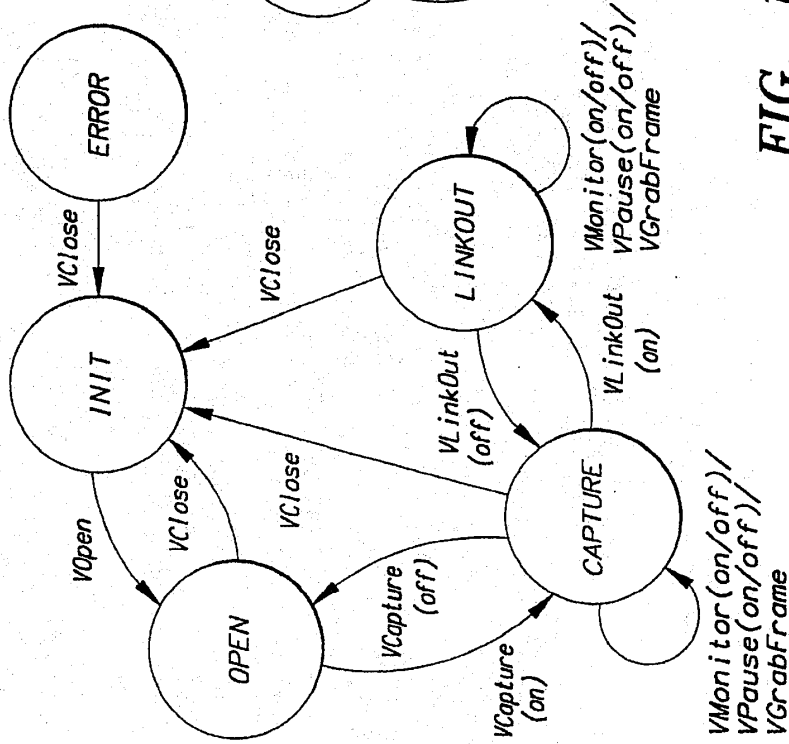 VClose
VOpen
INIT
ERROR
VClose
OPEN
VClose
VClose
VCapture
(off)
VLinkOut
(off)
LINKOUT
VCapture
(on)
CAPTURE
VLinkOut
(on)
VMonitor(on/off)/
VPause(on/off)/
VGrabFrame
VMonitor(on/off)/
VPause(on/off)/
VGrabFrame
FIG